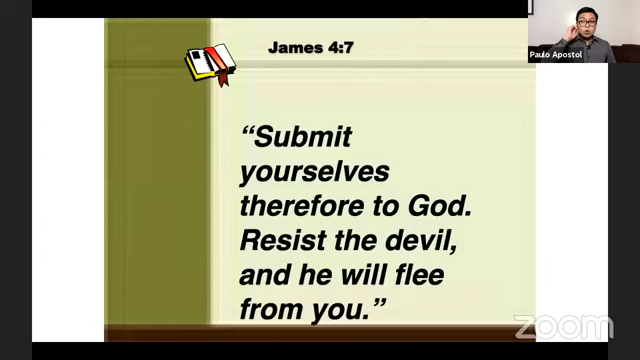 James 4:7
Paulo Apostol
“Submit
yourselves
therefore to God.
Resist the devil,
and he will flee
from you.”
zoom